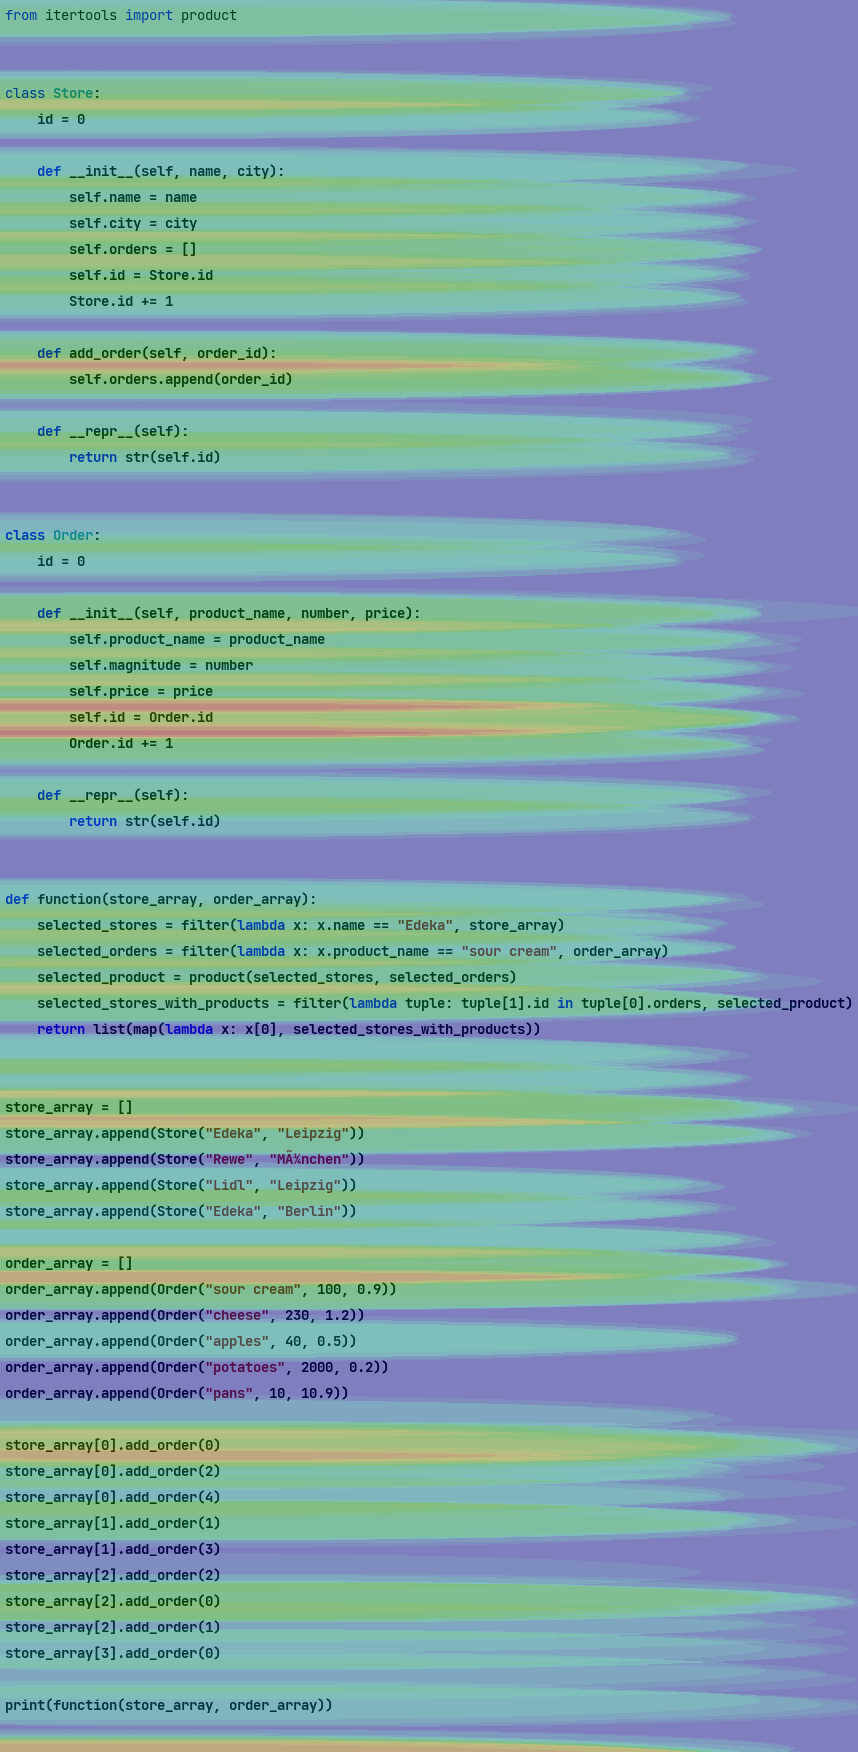 from itertools import product
class Store:
    id = 0
    def __init__(self, name, city):
        self.name = name
        self.city = city
        self.orders = []
        self.id = Store.id
        Store.id += 1
    def add_order(self, order_id):
        self.orders.append(order_id)
    def __repr__(self):
        return str(self.id)
class Order:
    id = 0
    def __init__(self, product_name, number, price):
        self.product_name = product_name
        self.magnitude = number
        self.price = price
        self.id = Order.id
        Order.id += 1
    def __repr__(self):
        return str(self.id)
def function(store_array, order_array):
    selected_stores = filter(lambda x: x.name == "Edeka", store_array)
    selected_orders = filter(lambda x: x.product_name == "sour cream", order_array)
    selected_product = product(selected_stores, selected_orders)
    selected_stores_with_products = filter(lambda tuple: tuple[1].id in tuple[0].orders, selected_product)
    return list(map(lambda x: x[0], selected_stores_with_products))
store_array = []
store_array.append(Store("Edeka", "Leipzig"))
store_array.append(Store("Rewe", "MÃ¼nchen"))
store_array.append(Store("Lidl", "Leipzig"))
store_array.append(Store("Edeka", "Berlin"))
order_array = []
order_array.append(Order("sour cream", 100, 0.9))
order_array.append(Order("cheese", 230, 1.2))
order_array.append(Order("apples", 40, 0.5))
order_array.append(Order("potatoes", 2000, 0.2))
order_array.append(Order("pans", 10, 10.9))
store_array[0].add_order(0)
store_array[0].add_order(2)
store_array[0].add_order(4)
store_array[1].add_order(1)
store_array[1].add_order(3)
store_array[2].add_order(2)
store_array[2].add_order(0)
store_array[2].add_order(1)
store_array[3].add_order(0)
print(function(store_array, order_array))